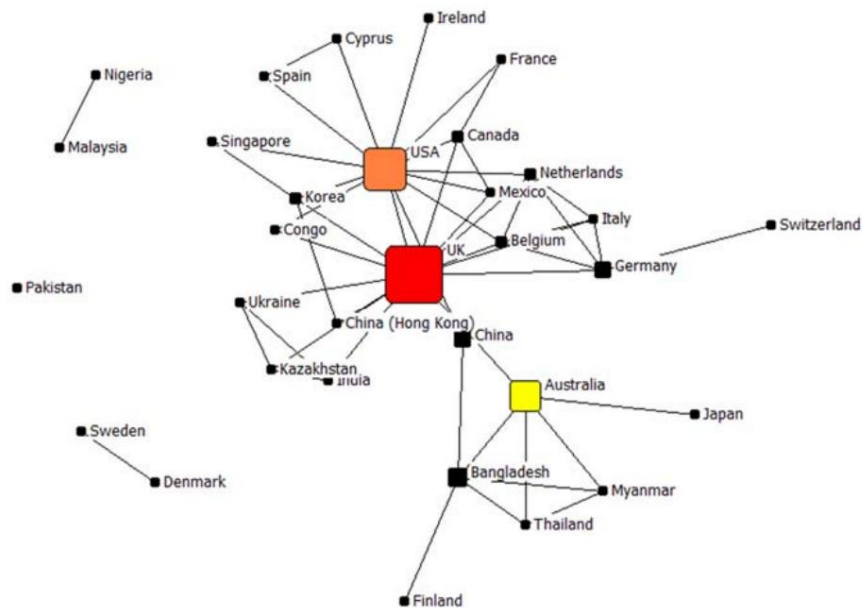 Ireland
Cyprus
France
Spain
Nigeria
Canada
Singapore
Malaysia
USA
Netherlands
Mexico
Korea
Italy
Switzerland
Congo
Belgium
UK
Germany
Pakistan
Ukraine
China (Hong Kong)
China
Kazakhstan
India
Australia
Japan
Sweden
Bangladesh
Denmark
Myanmar
Thailand
Finland